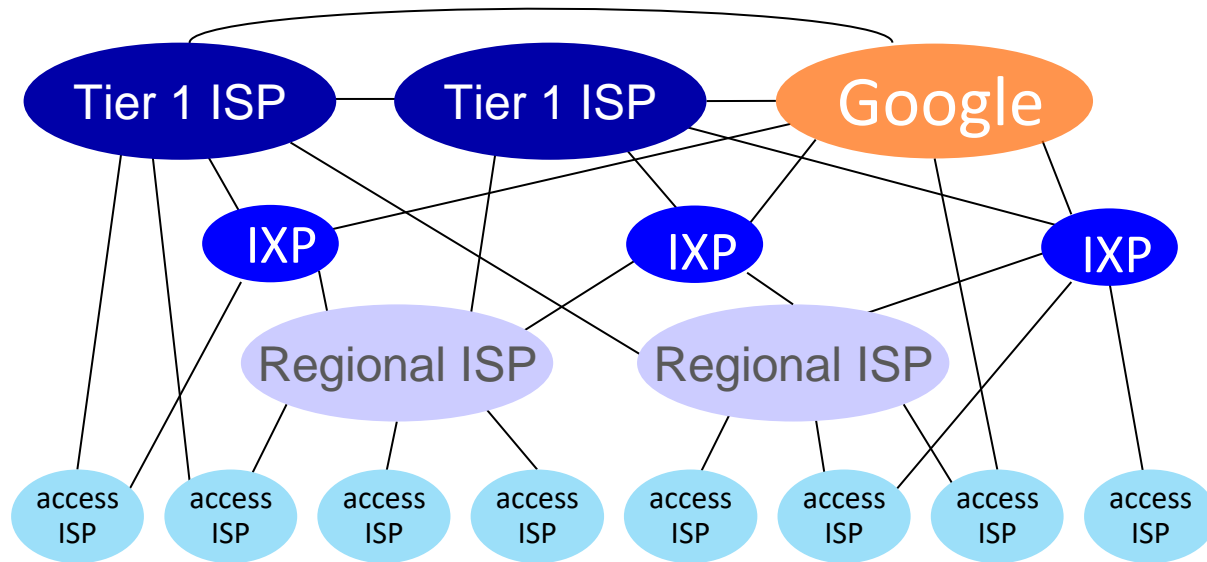 Tier 1 ISP
Tier 1 ISP
Google
IXP
IXP
IXP
Regional ISP
Regional ISP
access
ISP
access
ISP
access
ISP
access
ISP
access
ISP
access
ISP
access
ISP
access
ISP